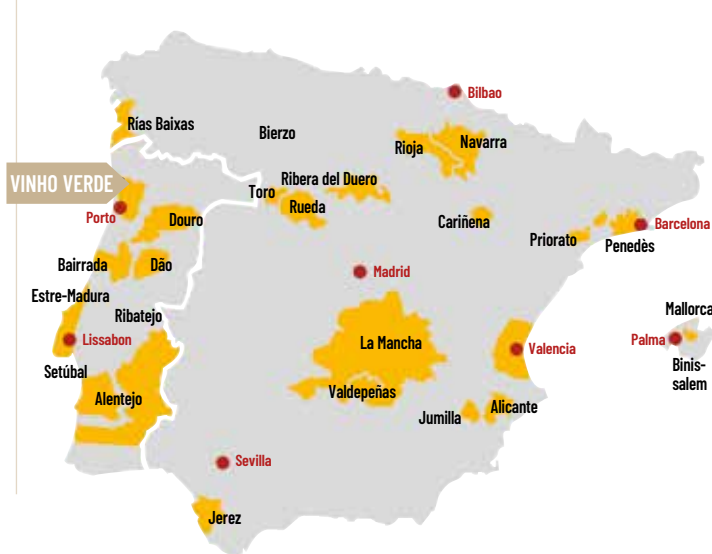 Bilbao
Rías Baixas
Bierzo
Rioja
Navarra
VINHO VERDE
Ribera del Duero
Toro
Rueda
Porto
Douro
Cariñena
Barcelona
Priorato
Penedès
Bairrada
Dão
Madrid
Estre-Madura
Ribatejo
Mallorca
Lissabon
La Mancha
Valencia
Palma
Setúbal
Binis-
salem
Valdepeñas
Alentejo
Jumilla
Alicante
Sevilla
Jerez